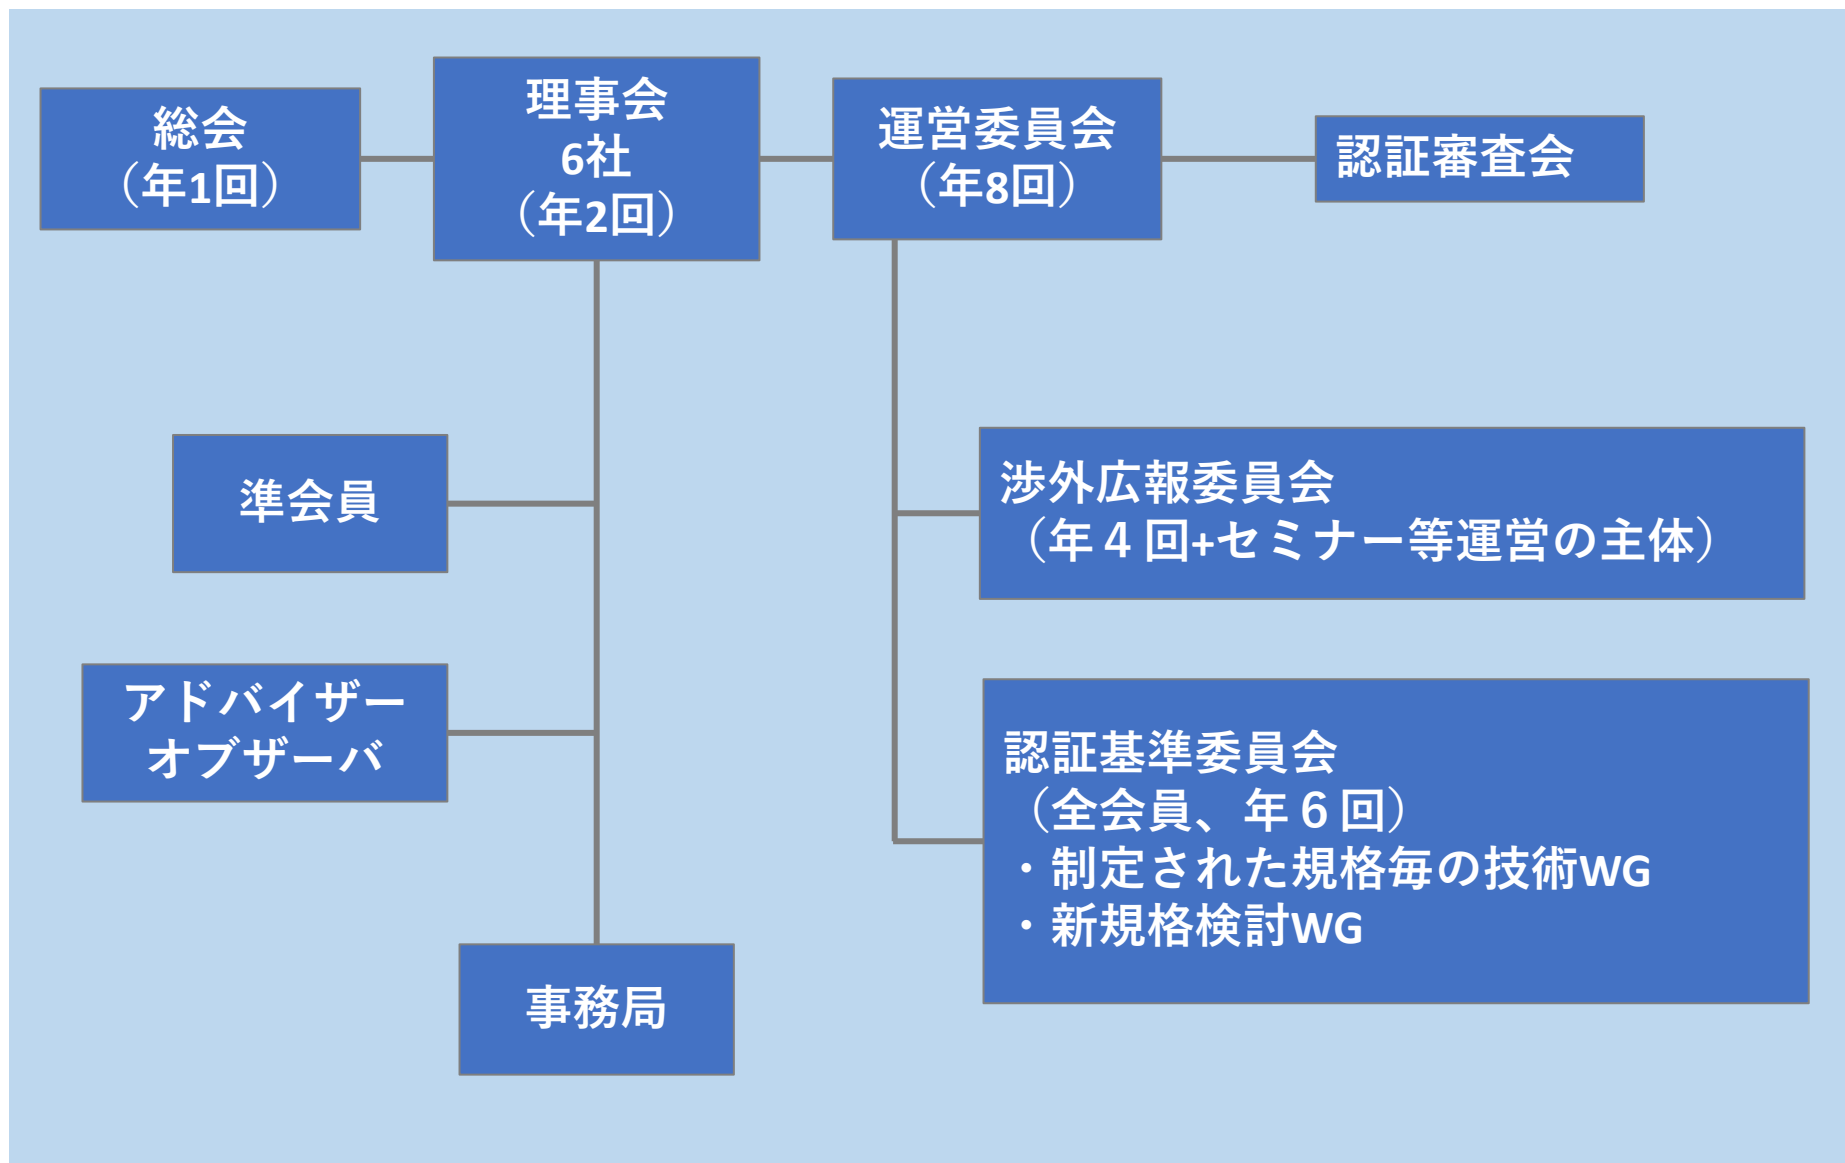 総会
（年1回）
理事会
6社
（年2回）
運営委員会
（年8回）
認証審査会
準会員
アドバイザー
オブザーバ
事務局
渉外広報委員会
（年４回+セミナー等運営の主体）
認証基準委員会
（全会員、年６回）
・制定された規格毎の技術WG
・新規格検討WG